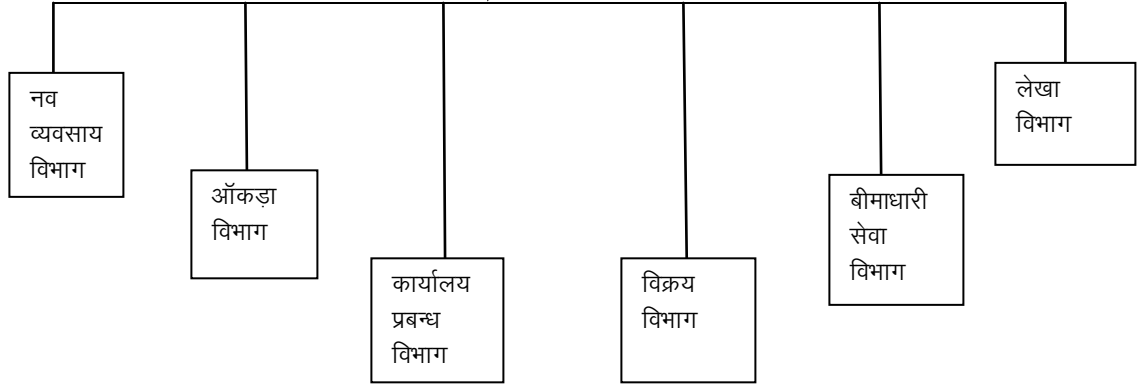 नव
व्यवसाय
विभाग
ऑकड़ा
विभाग
कार्यालय
प्रबन्ध
विभाग
विक्रय
विभाग
बीमाधारी
सेवा
विभाग
लेखा
विभाग